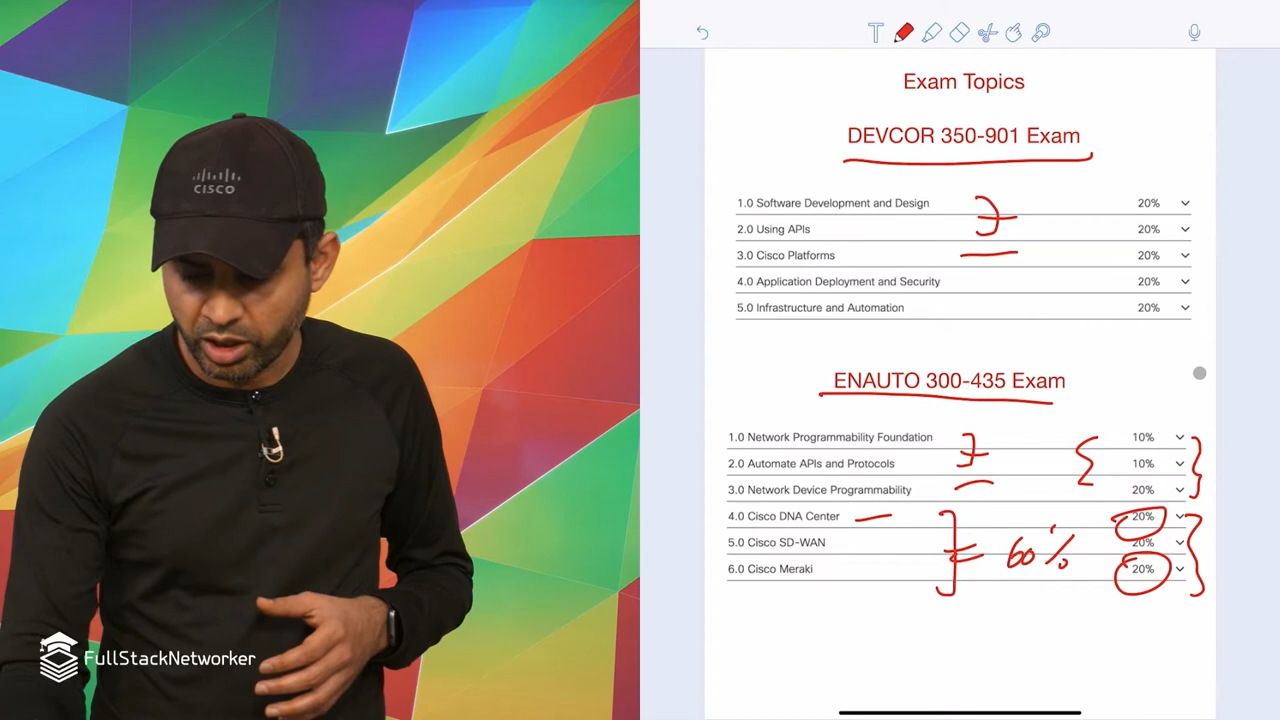 CISCO
FullStackNetworker
Exam Topics
DEVCOR 350-901 Exam
1.0 Software Development and Design 20%
2.0 Using APIs 20%
3.0 Cisco Platforms 20%
4.0 Application Deployment and Security 20%
5.0 Infrastructure and Automation 20%
ENAUTO 300-435 Exam
1.0 Network Programmability Foundation 10%
2.0 Automate APIs and Protocols 10%
3.0 Network Device Programmability 20%
4.0 Cisco DNA Center 20%
5.0 Cisco SD-WAN 60% 20%
6.0 Cisco Meraki 20%